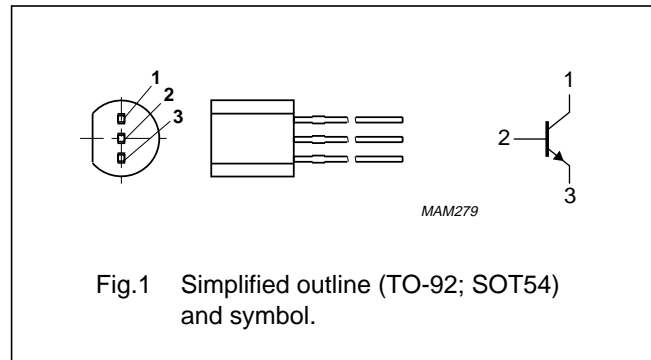 1
2
3
1
2
3
MAM279
Fig.1 Simplified outline (TO-92; SOT54)
and symbol.